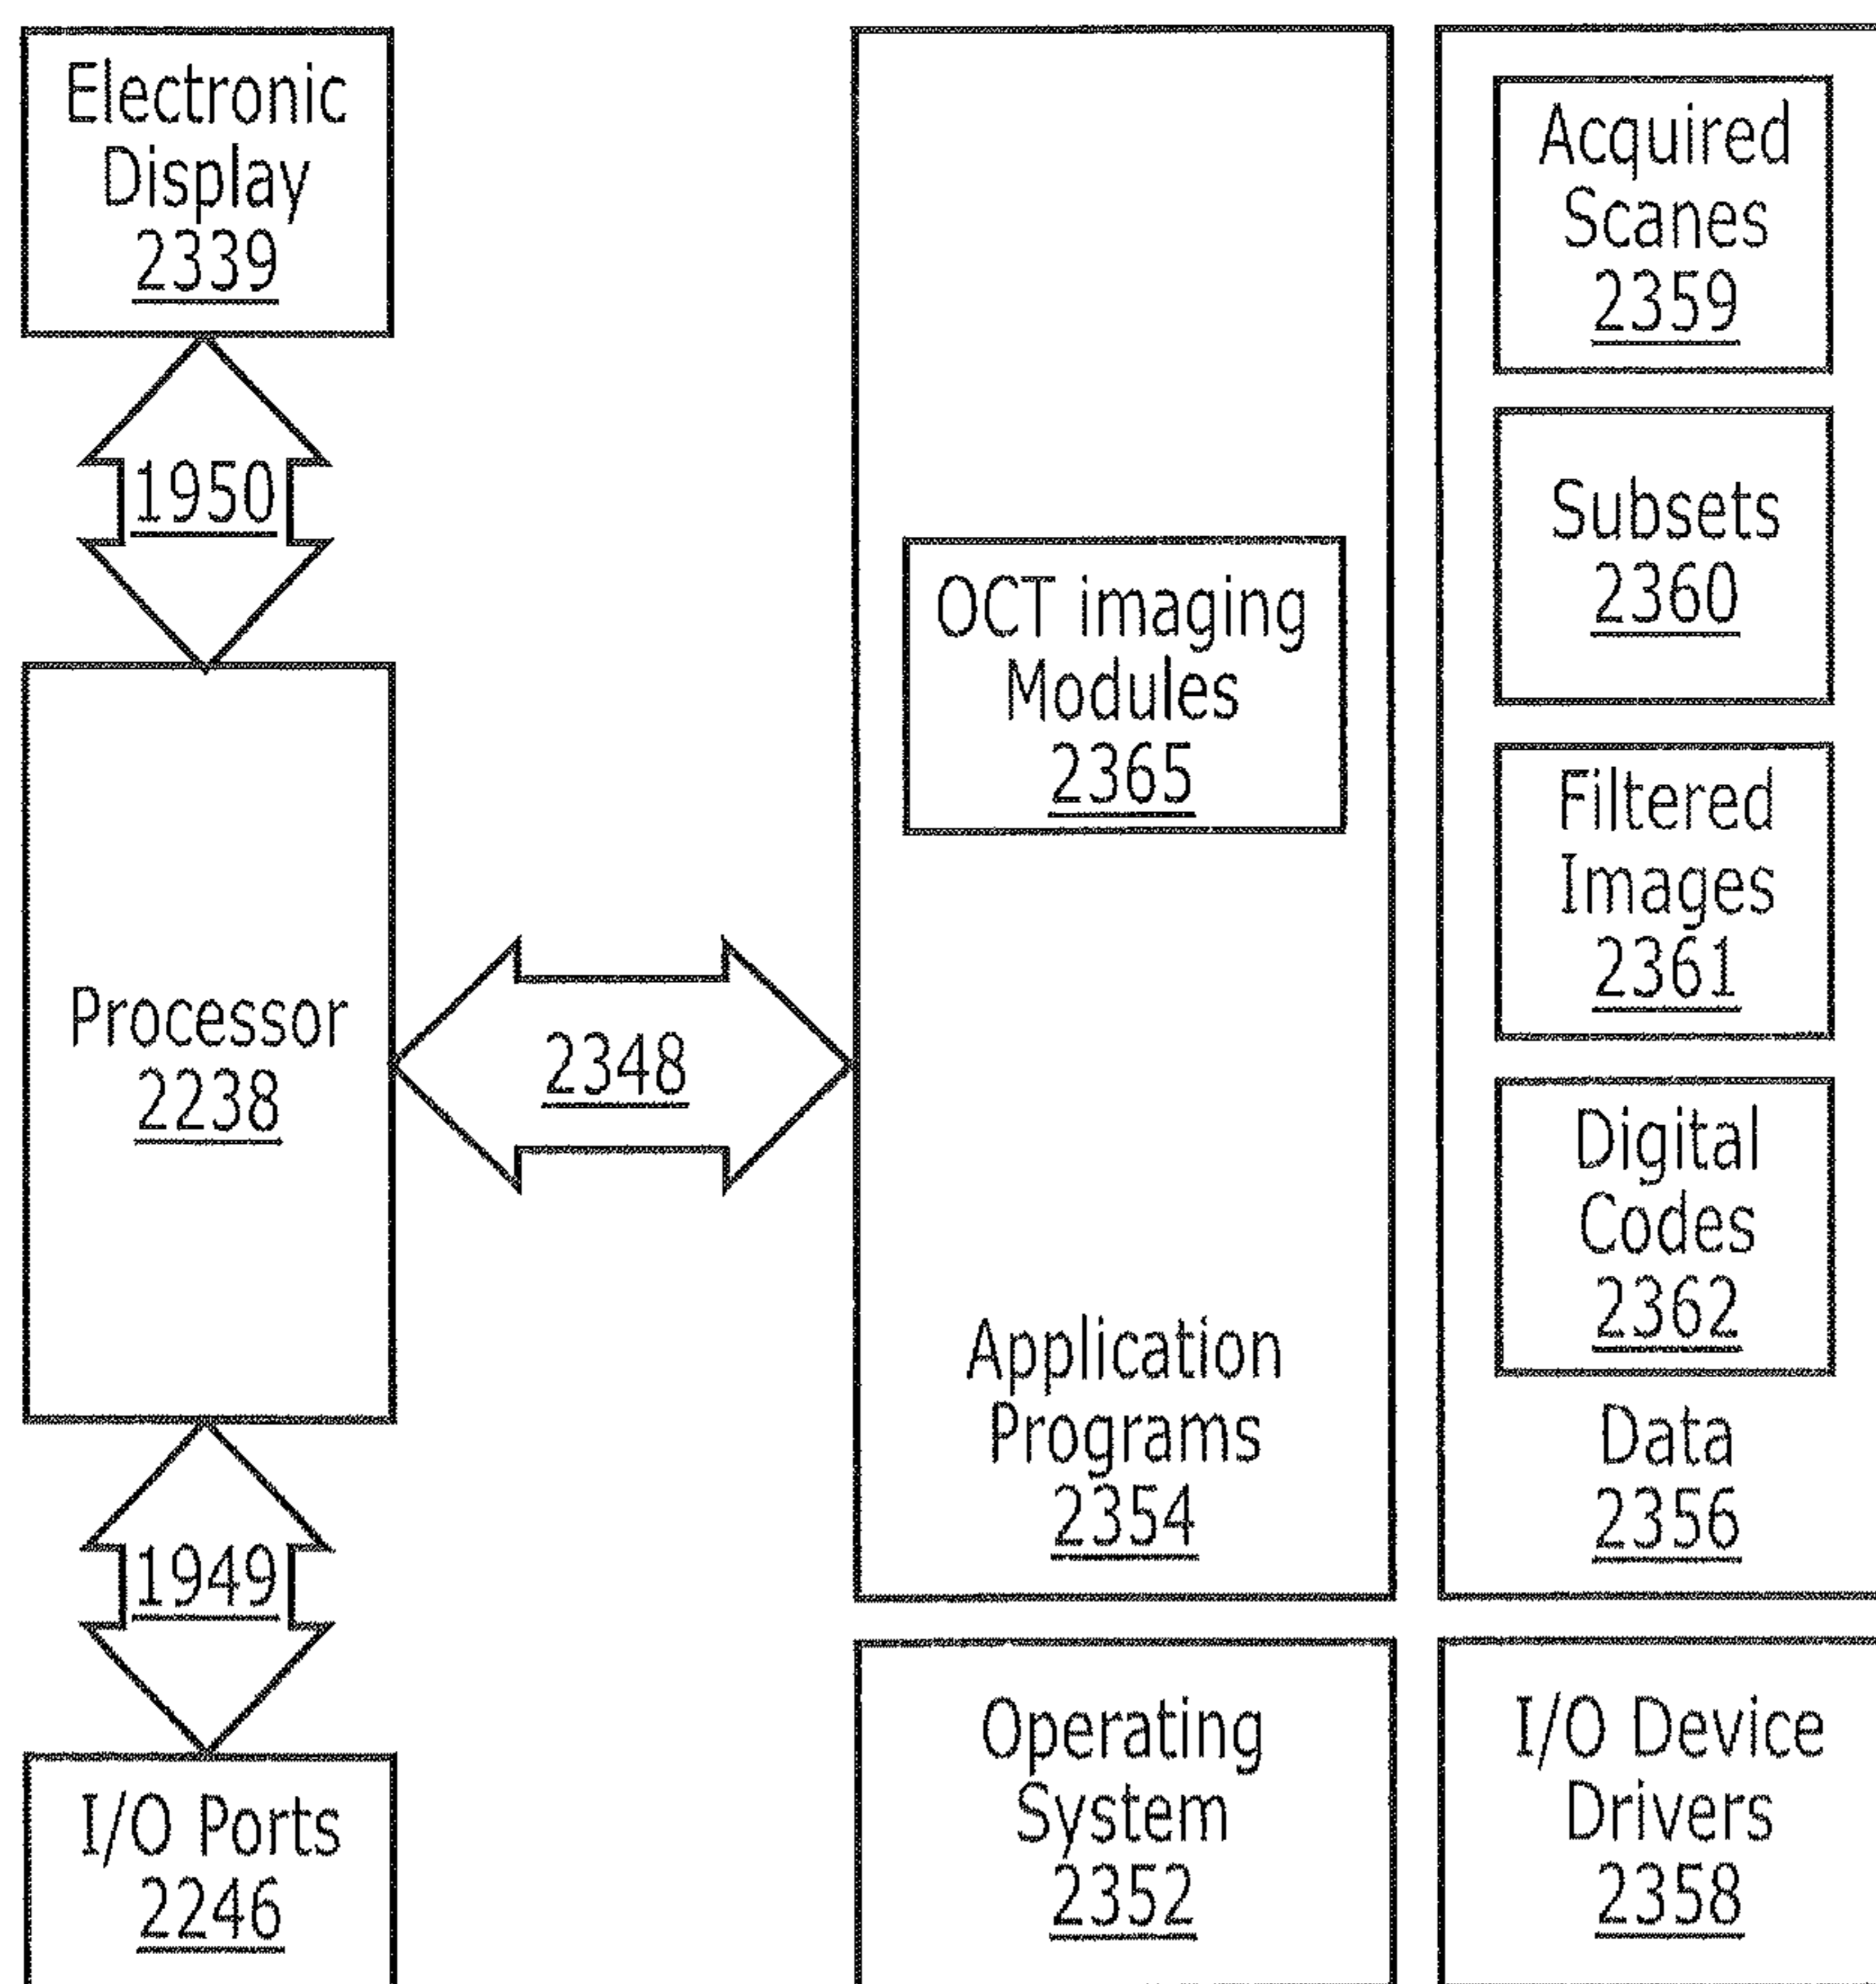 Electronic
Display
2339
1950
Processor
2238
1949
I/O Ports
2246
2348
OCT imaging
Modules
2365
Application
Programs
2354
Operating
System
2352
Acquired
Scanes
2359
Subsets
2360
Filtered
Images
2361
Digital
Codes
2362
Data
2356
I/O Device
Drivers
2358